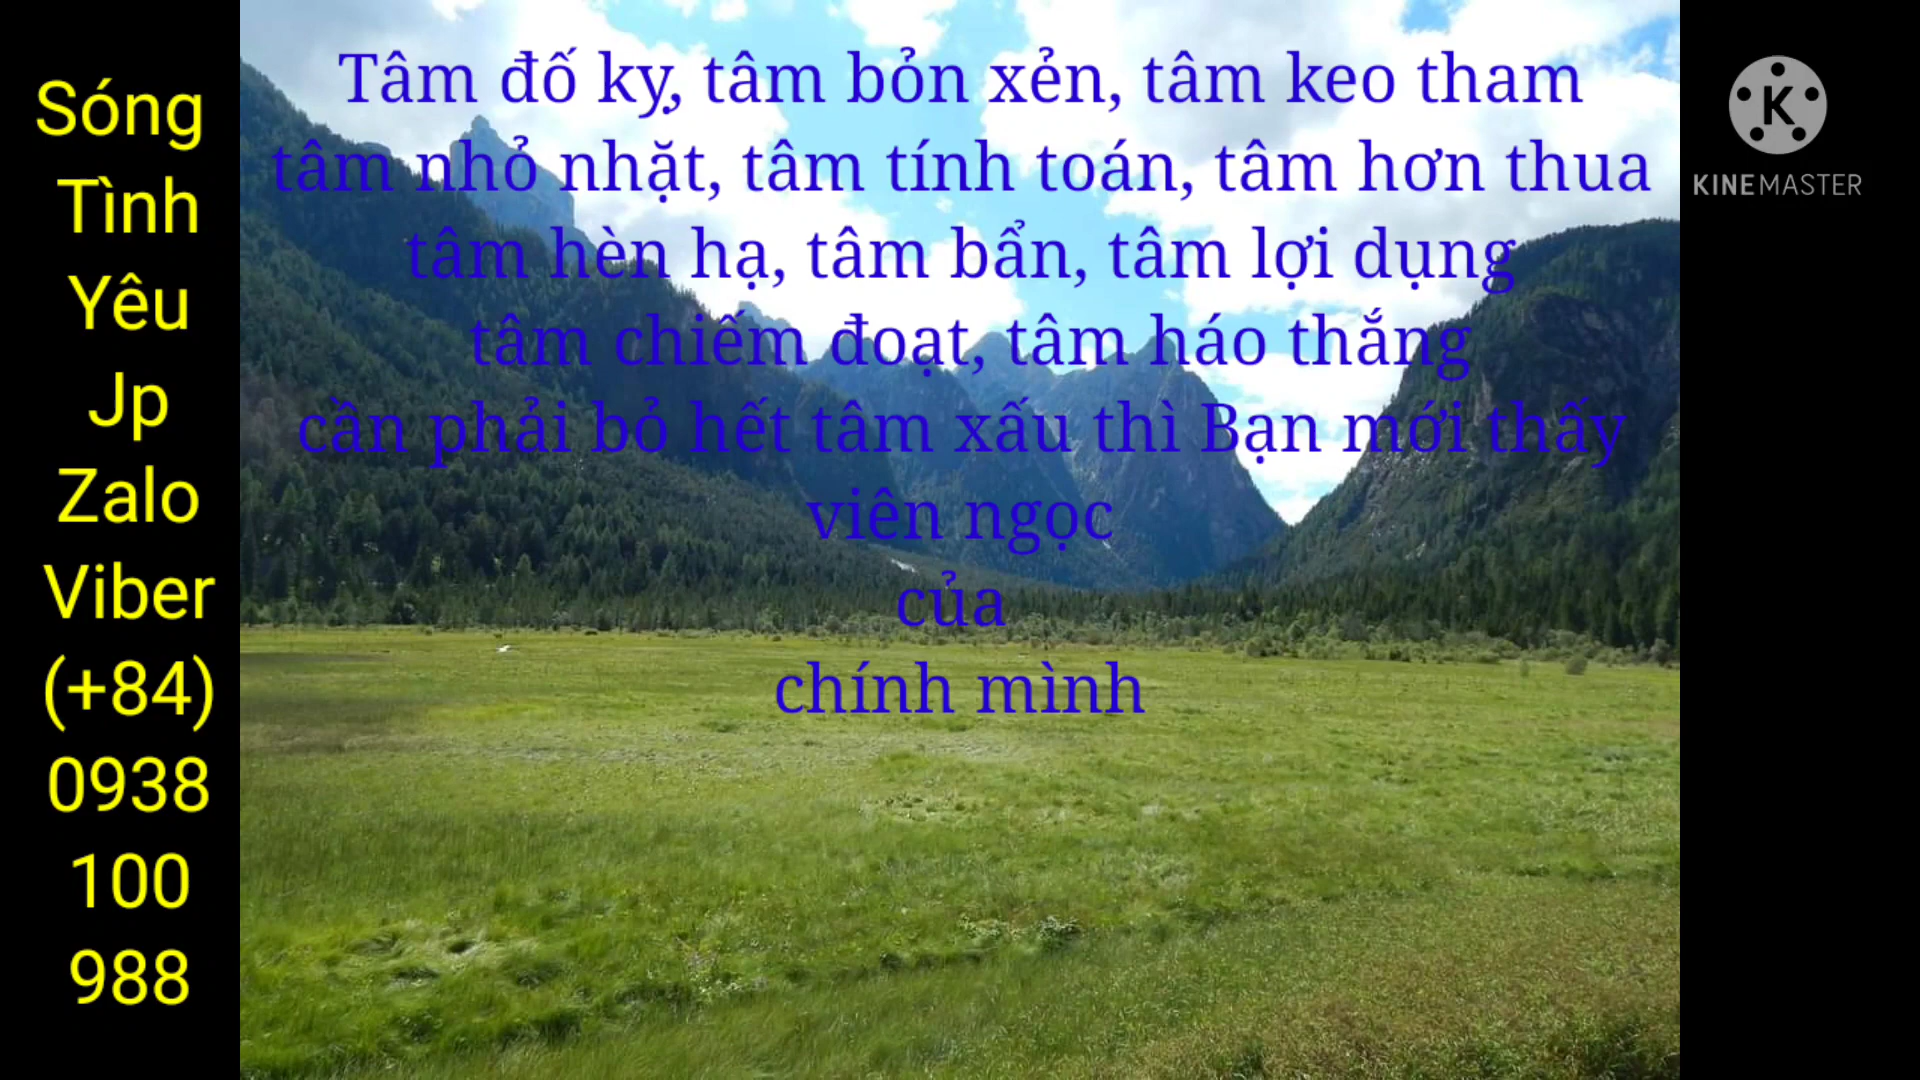 Sóng
Tình
Yêu
Jp
Zalo
Viber
(+84)
0938
100
988
Tâm đố kỵ, tâm bỏn xẻn, tâm keo tham
tâm nhỏ nhặt, tâm tính toán, tâm hơn thua
tâm hèn hạ, tâm bẩn, tâm lợi dụng
tâm chiếm đoạt, tâm háo thắng
cần phải bỏ hết tâm xấu thì Bạn mới thấy
viên ngọc
của
chính mình
K
KINEMASTER